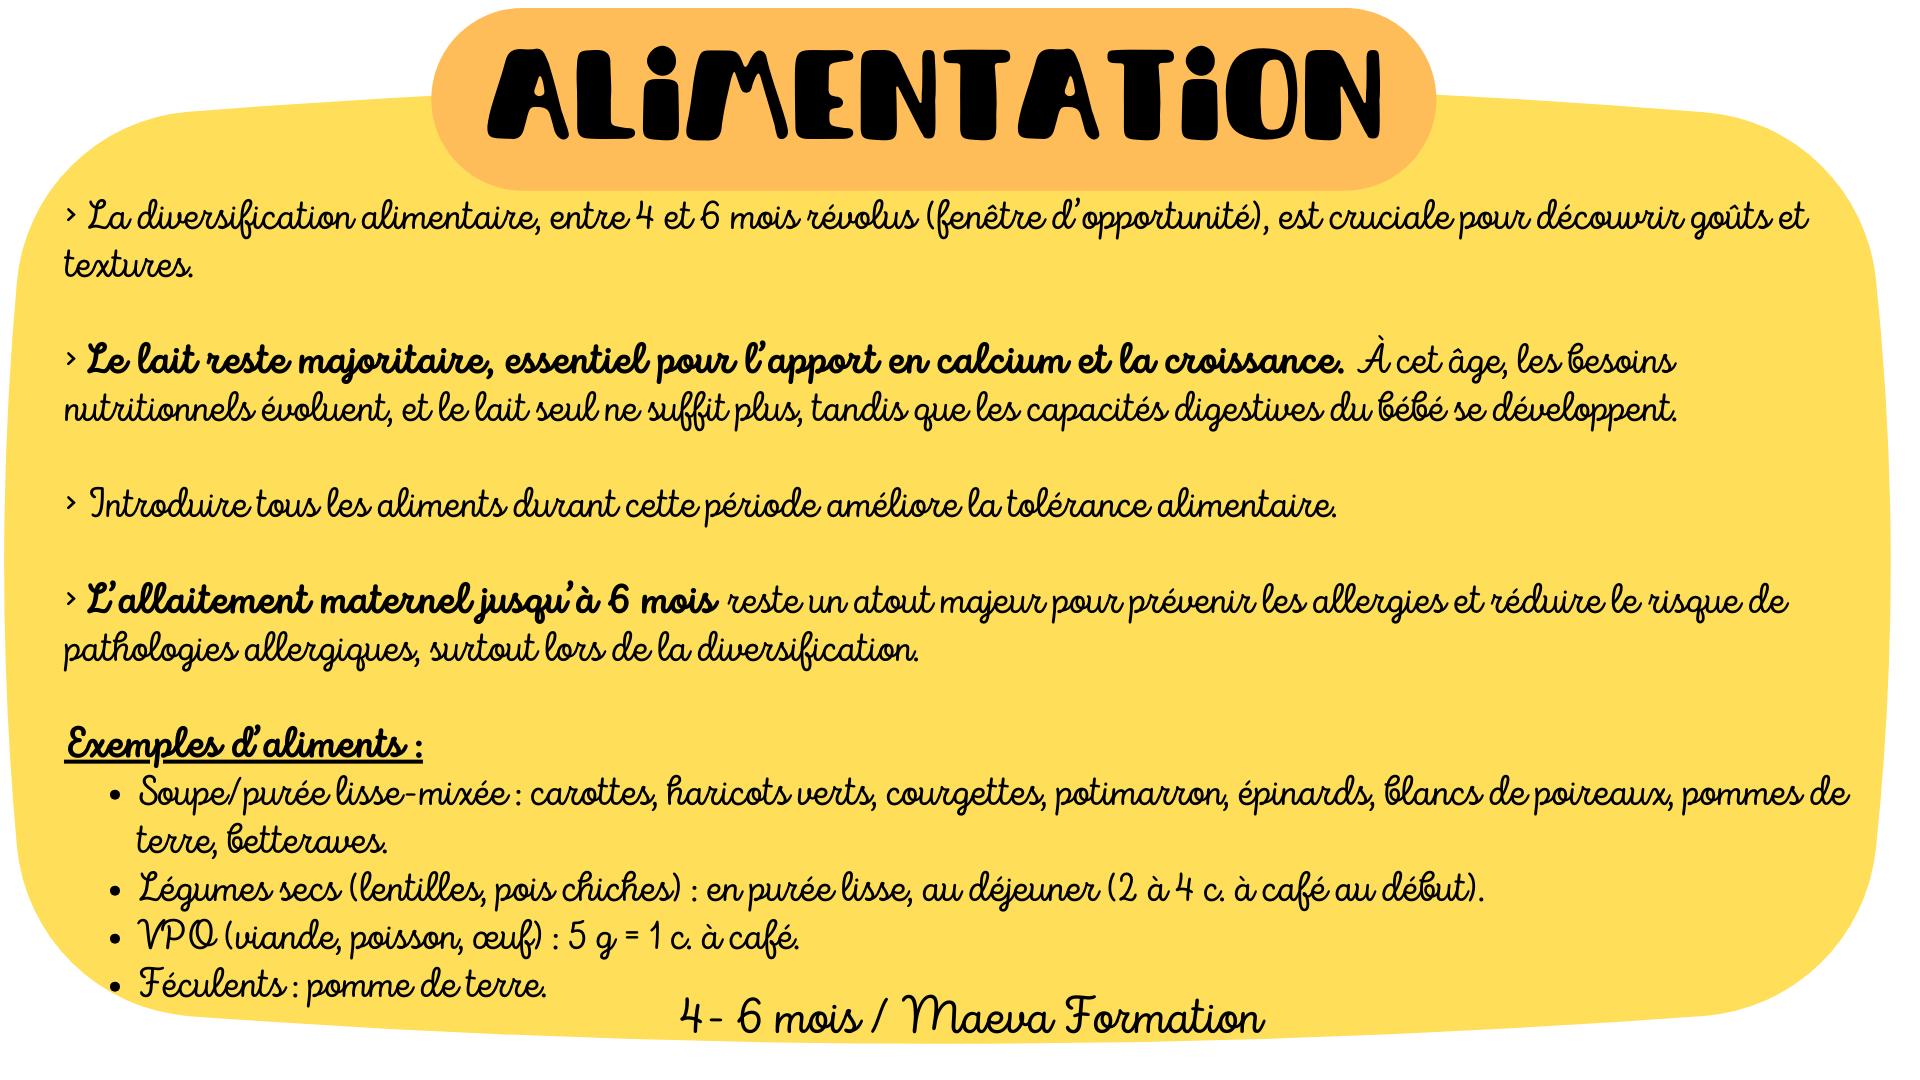 ALiMENTATiON
> La diversification alimentaire, entre 4 et 6 mois révolus (fenêtre d'opportunité), est cruciale pour découvrir goûts et
textures.
> Le lait reste majoritaire, essentiel pour l'apport en calcium et la croissance. À cet âge, les besoins
nutritionnels évoluent, et le lait seul ne suffit plus, tandis que les capacités digestives du bébé se développent.
> Introduire tous les aliments durant cette période améliore la tolérance alimentaire.
> L'allaitement maternel jusqu'à 6 mois reste un atout majeur pour prévenir les allergies et réduire le risque de
pathologies allergiques, surtout lors de la diversification.
Exemples d'aliments :
• Soupe/purée lisse-mixée : carottes, haricots verts, courgettes, potimarron, épinards, blancs de poireaux, pommes de
terre, betteraves.
• Légumes secs (lentilles, pois chiches) : en purée lisse, au déjeuner (2 à 4 c. à café au début).
• VPO (viande, poisson, œuf) : 5 g = 1 c. à café.
• Féculents : pomme de terre.
4- 6 mois / Maeva Formation